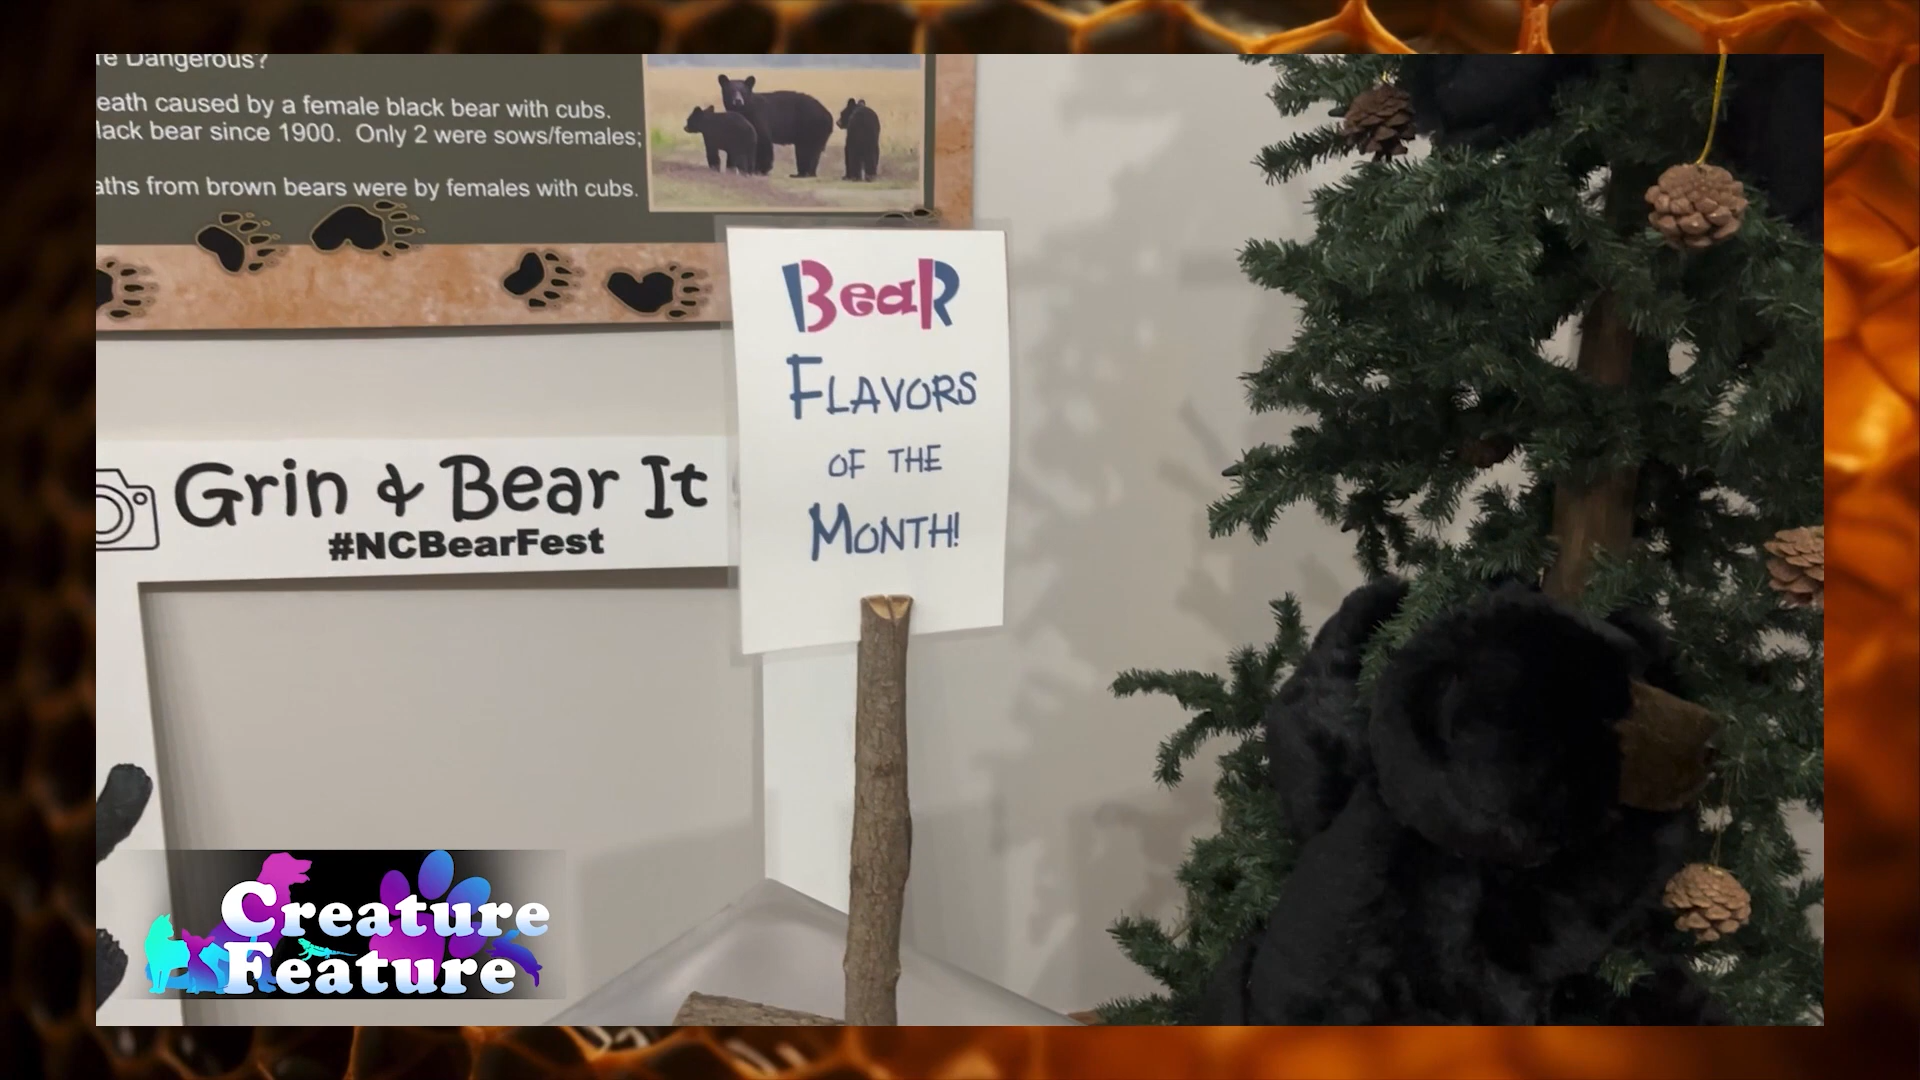 re Dangerous?
eath caused by a female black bear with cubs.
lack bear since 1900. Only 2 were sows/females;
aths from brown bears were by females with cubs.
BeaR
FLAVORS
OF THE
MONTH!
Grin & Bear It
#NCBearFest
Creature
Feature